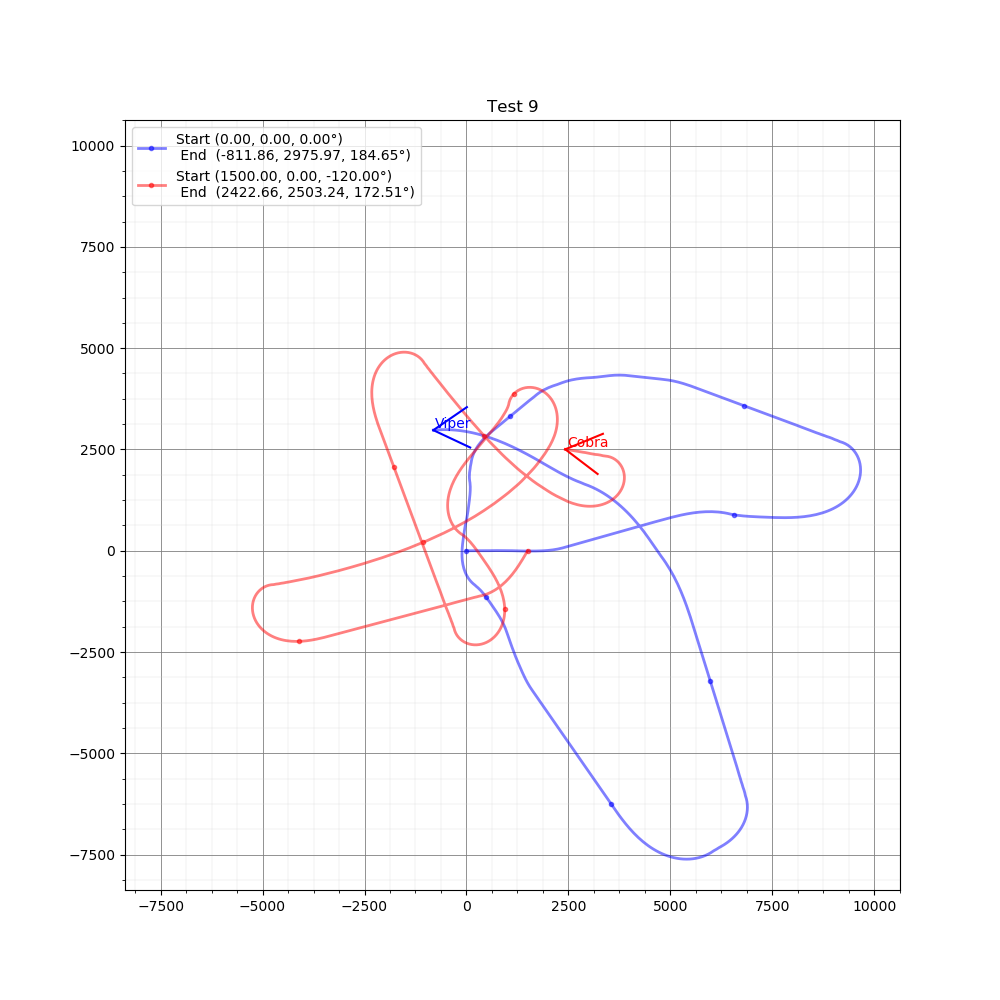 Test 9
Start (0.00, 0.00, 0.00°)
End (-811.86, 2975.97, 184.65°)
Start (1500.00, 0.00, -120.00°)
End (2422.66, 2503.24, 172.51°)
10000
7500
5000
2500
0
−2500
−5000
−7500
Viper
Cobra
−7500 −5000 −2500 0 2500 5000 7500 10000